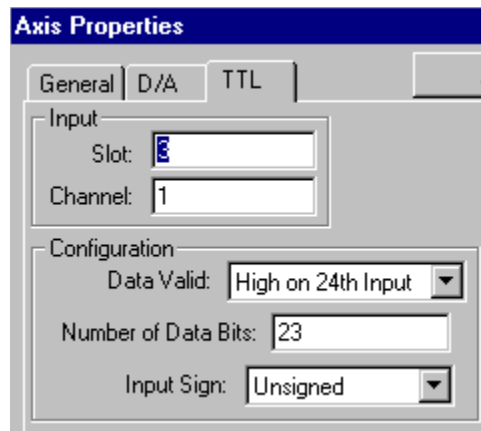 Axis Properties
General D/A TTL
Input
Slot: 3
Channel: 1
Configuration
Data Valid: High on 24th Input
Number of Data Bits: 23
Input Sign: Unsigned